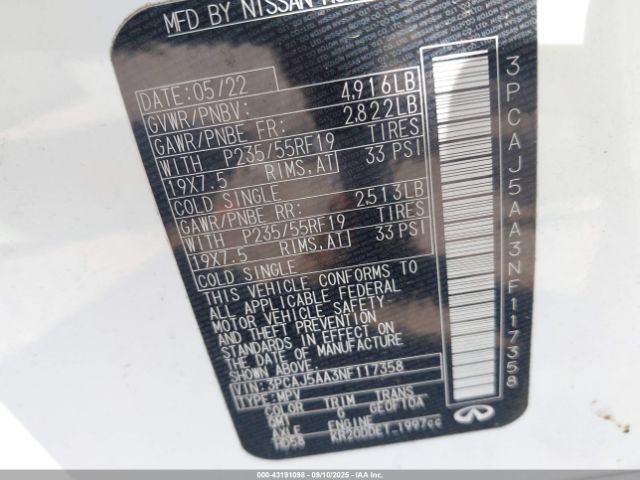 MFD BY NISSAN
DATE: 05/22
GVWR/PNBV: 4,916LB
GAWR/PNBE FR: 2,822LB
WITH P235/55RF19 TIRES
19X7.5 RIMS,AT 33 PSI
COLD SINGLE
GAWR/PNBE RR: 2,513LB
WITH P235/55RF19 TIRES
19X7.5 RIMS,AT 33 PSI
COLD SINGLE
THIS VEHICLE CONFORMS TO
ALL APPLICABLE FEDERAL
MOTOR VEHICLE SAFETY
AND THEFT PREVENTION
STANDARDS IN EFFECT ON
THE DATE OF MANUFACTURE
SHOWN ABOVE.
VIN: 3PCAJ5AA3NF117358
TYPE: MPV
COLOR TRIM TRANS
G
ENGINE
KR20DDET 1997cc
3PCAJ5AA3NF117358
000-43191098 - 09/10/2025 - IAAI.COM